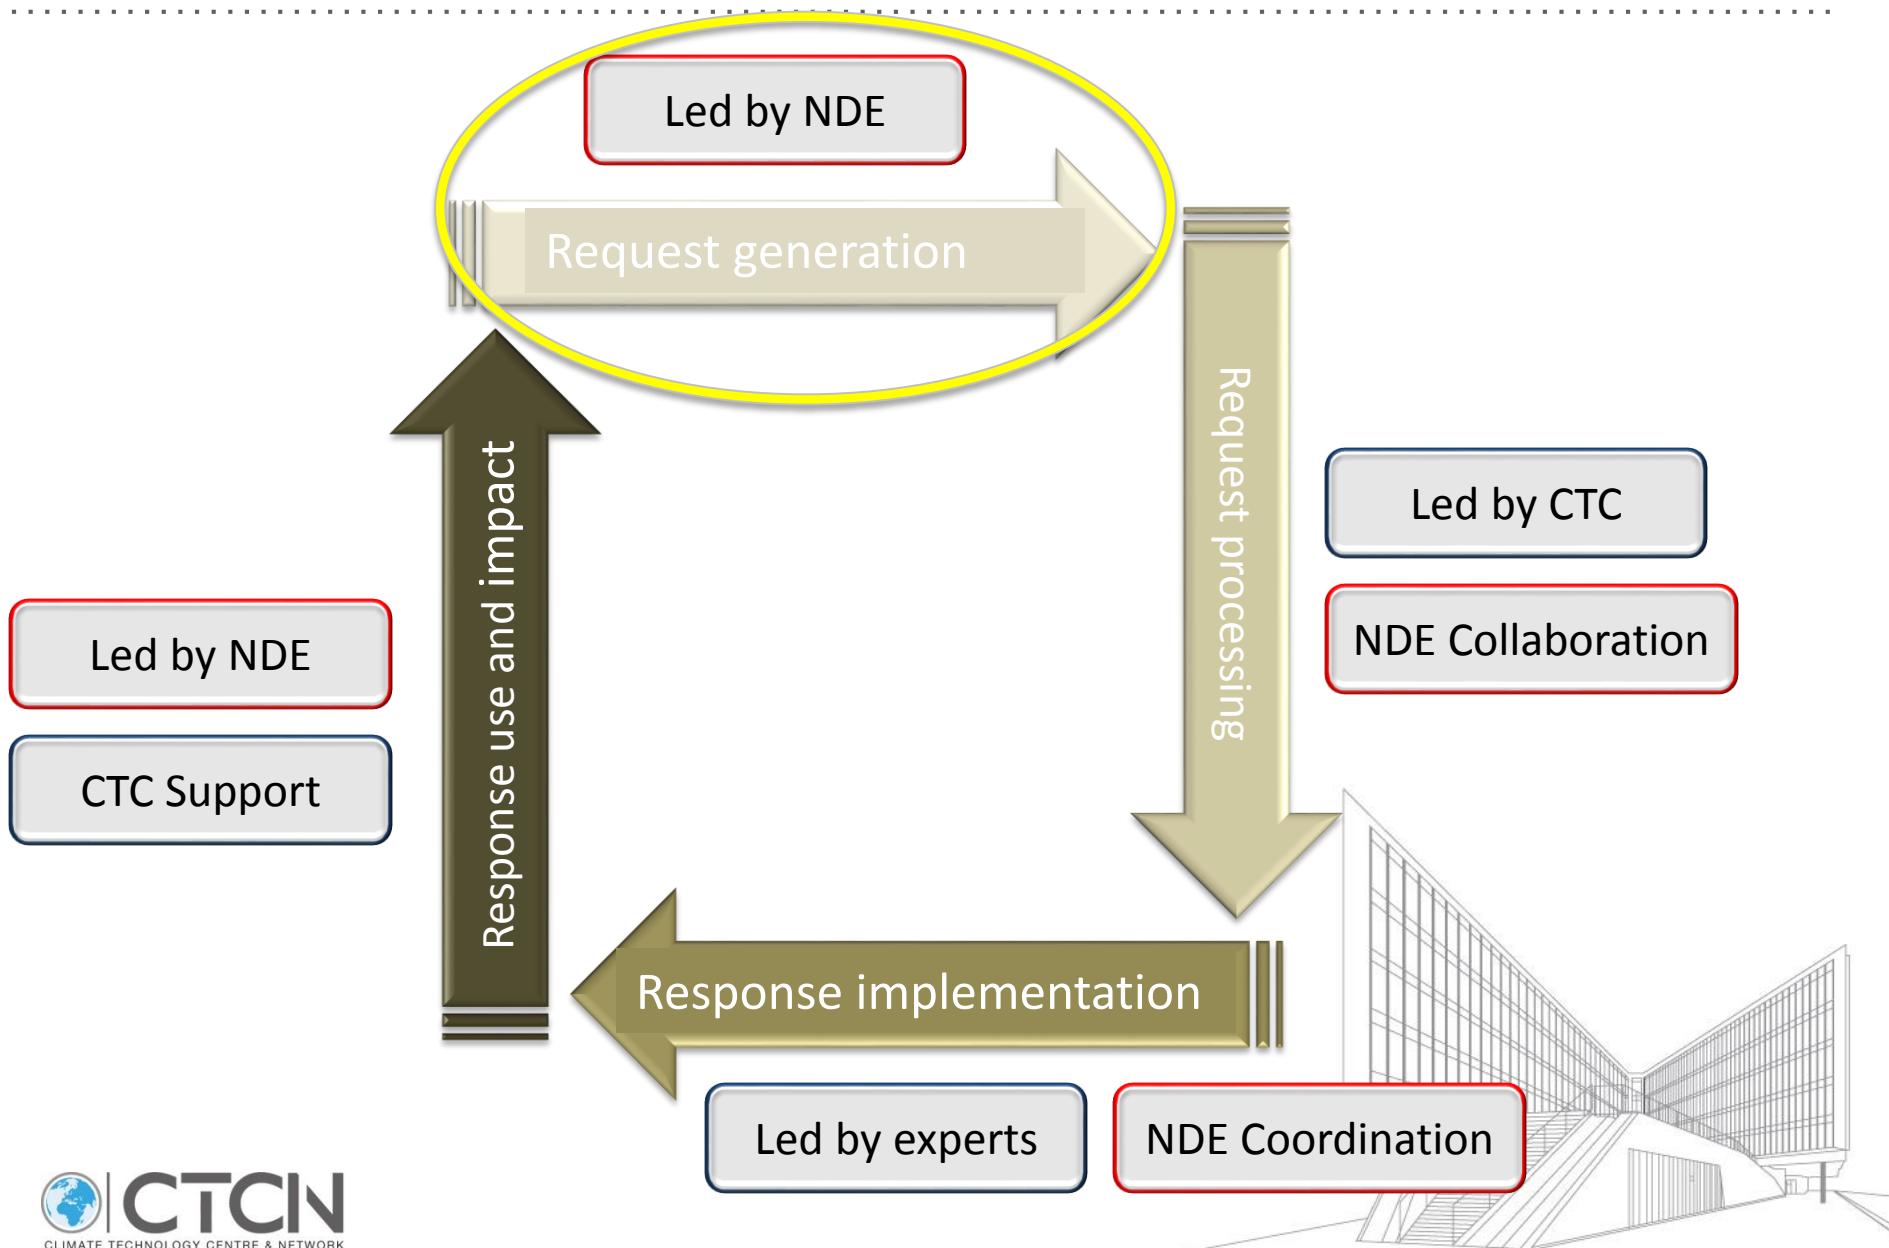 Led by NDE
Request generation
Request processing
Led by CTC
NDE Collaboration
Response use and impact
Led by NDE
CTC Support
Response implementation
Led by experts
NDE Coordination
CTCN
CLIMATE TECHNOLOGY CENTRE & NETWORK